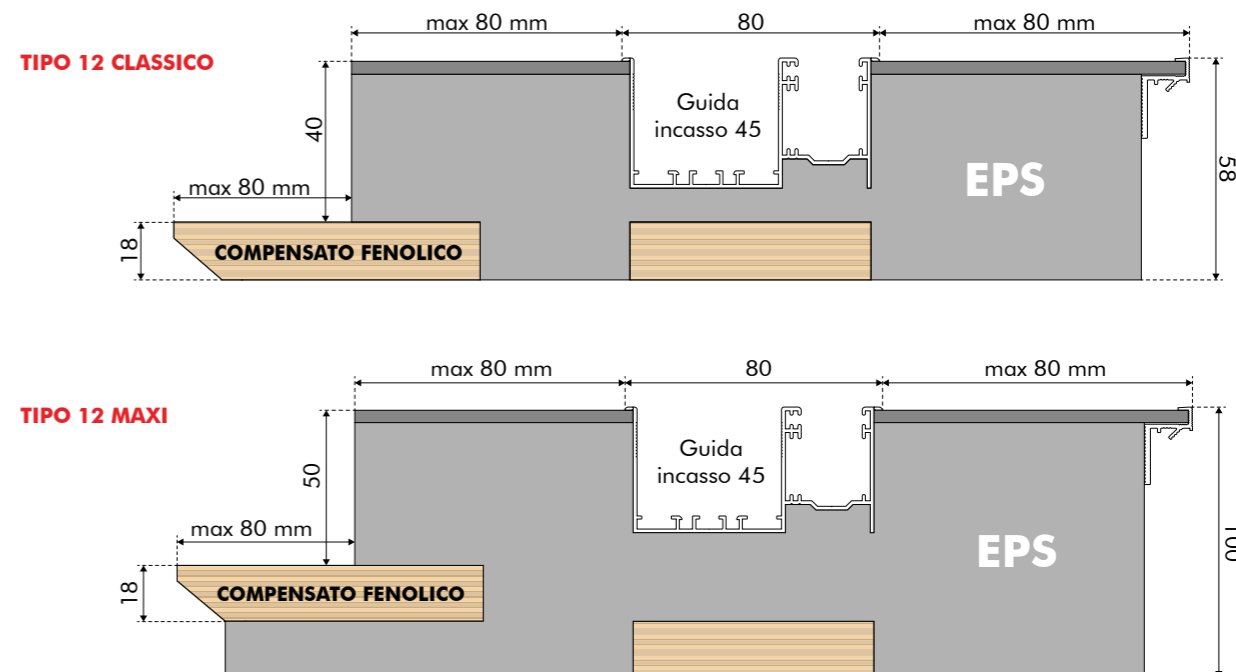 max 80 mm
80
max 80 mm
TIPO 12 CLASSICO
Guida
incasso 45
40
EPS
58
max 80 mm
18
COMPENSATO FENOLICO
max 80 mm
80
max 80 mm
TIPO 12 MAXI
Guida
incasso 45
50
max 80 mm
EPS
100
18
COMPENSATO FENOLICO